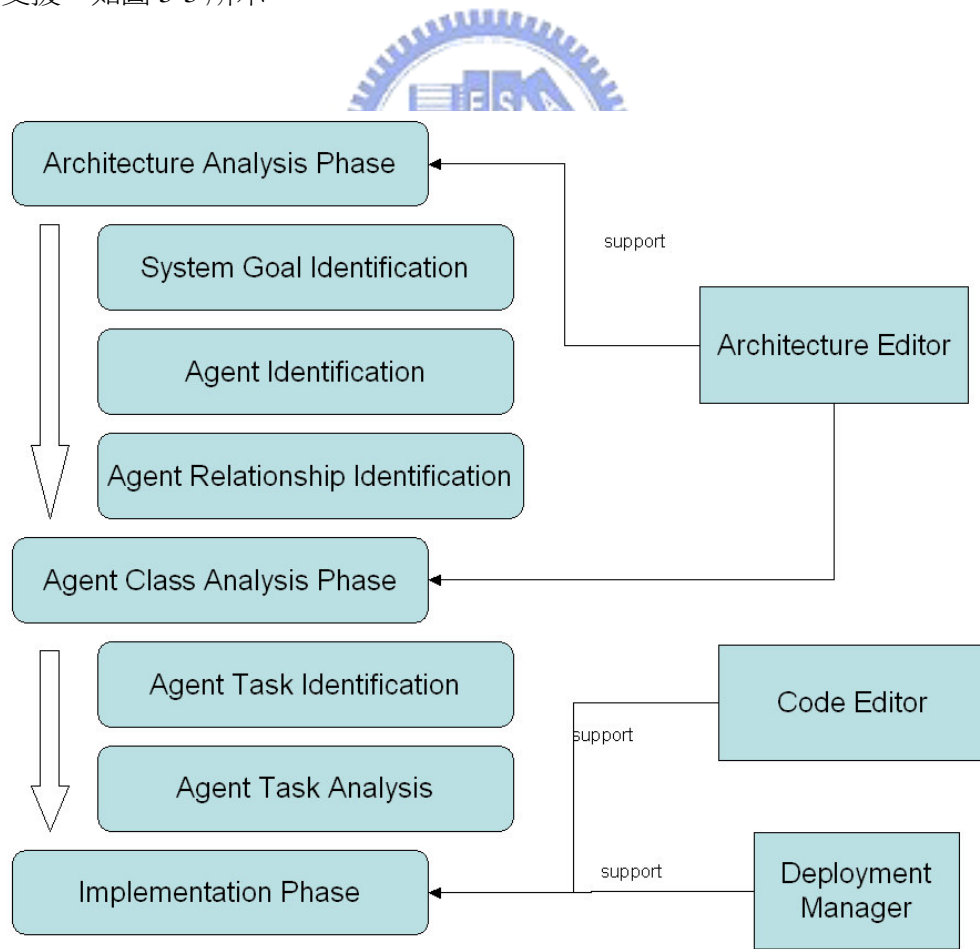 Architecture Analysis Phase
support
System Goal Identification
Architecture Editor
Agent Identification
Agent Relationship Identification
Agent Class Analysis Phase
Agent Task Identification
Code Editor
support
Agent Task Analysis
support
Implementation Phase
Deployment
Manager